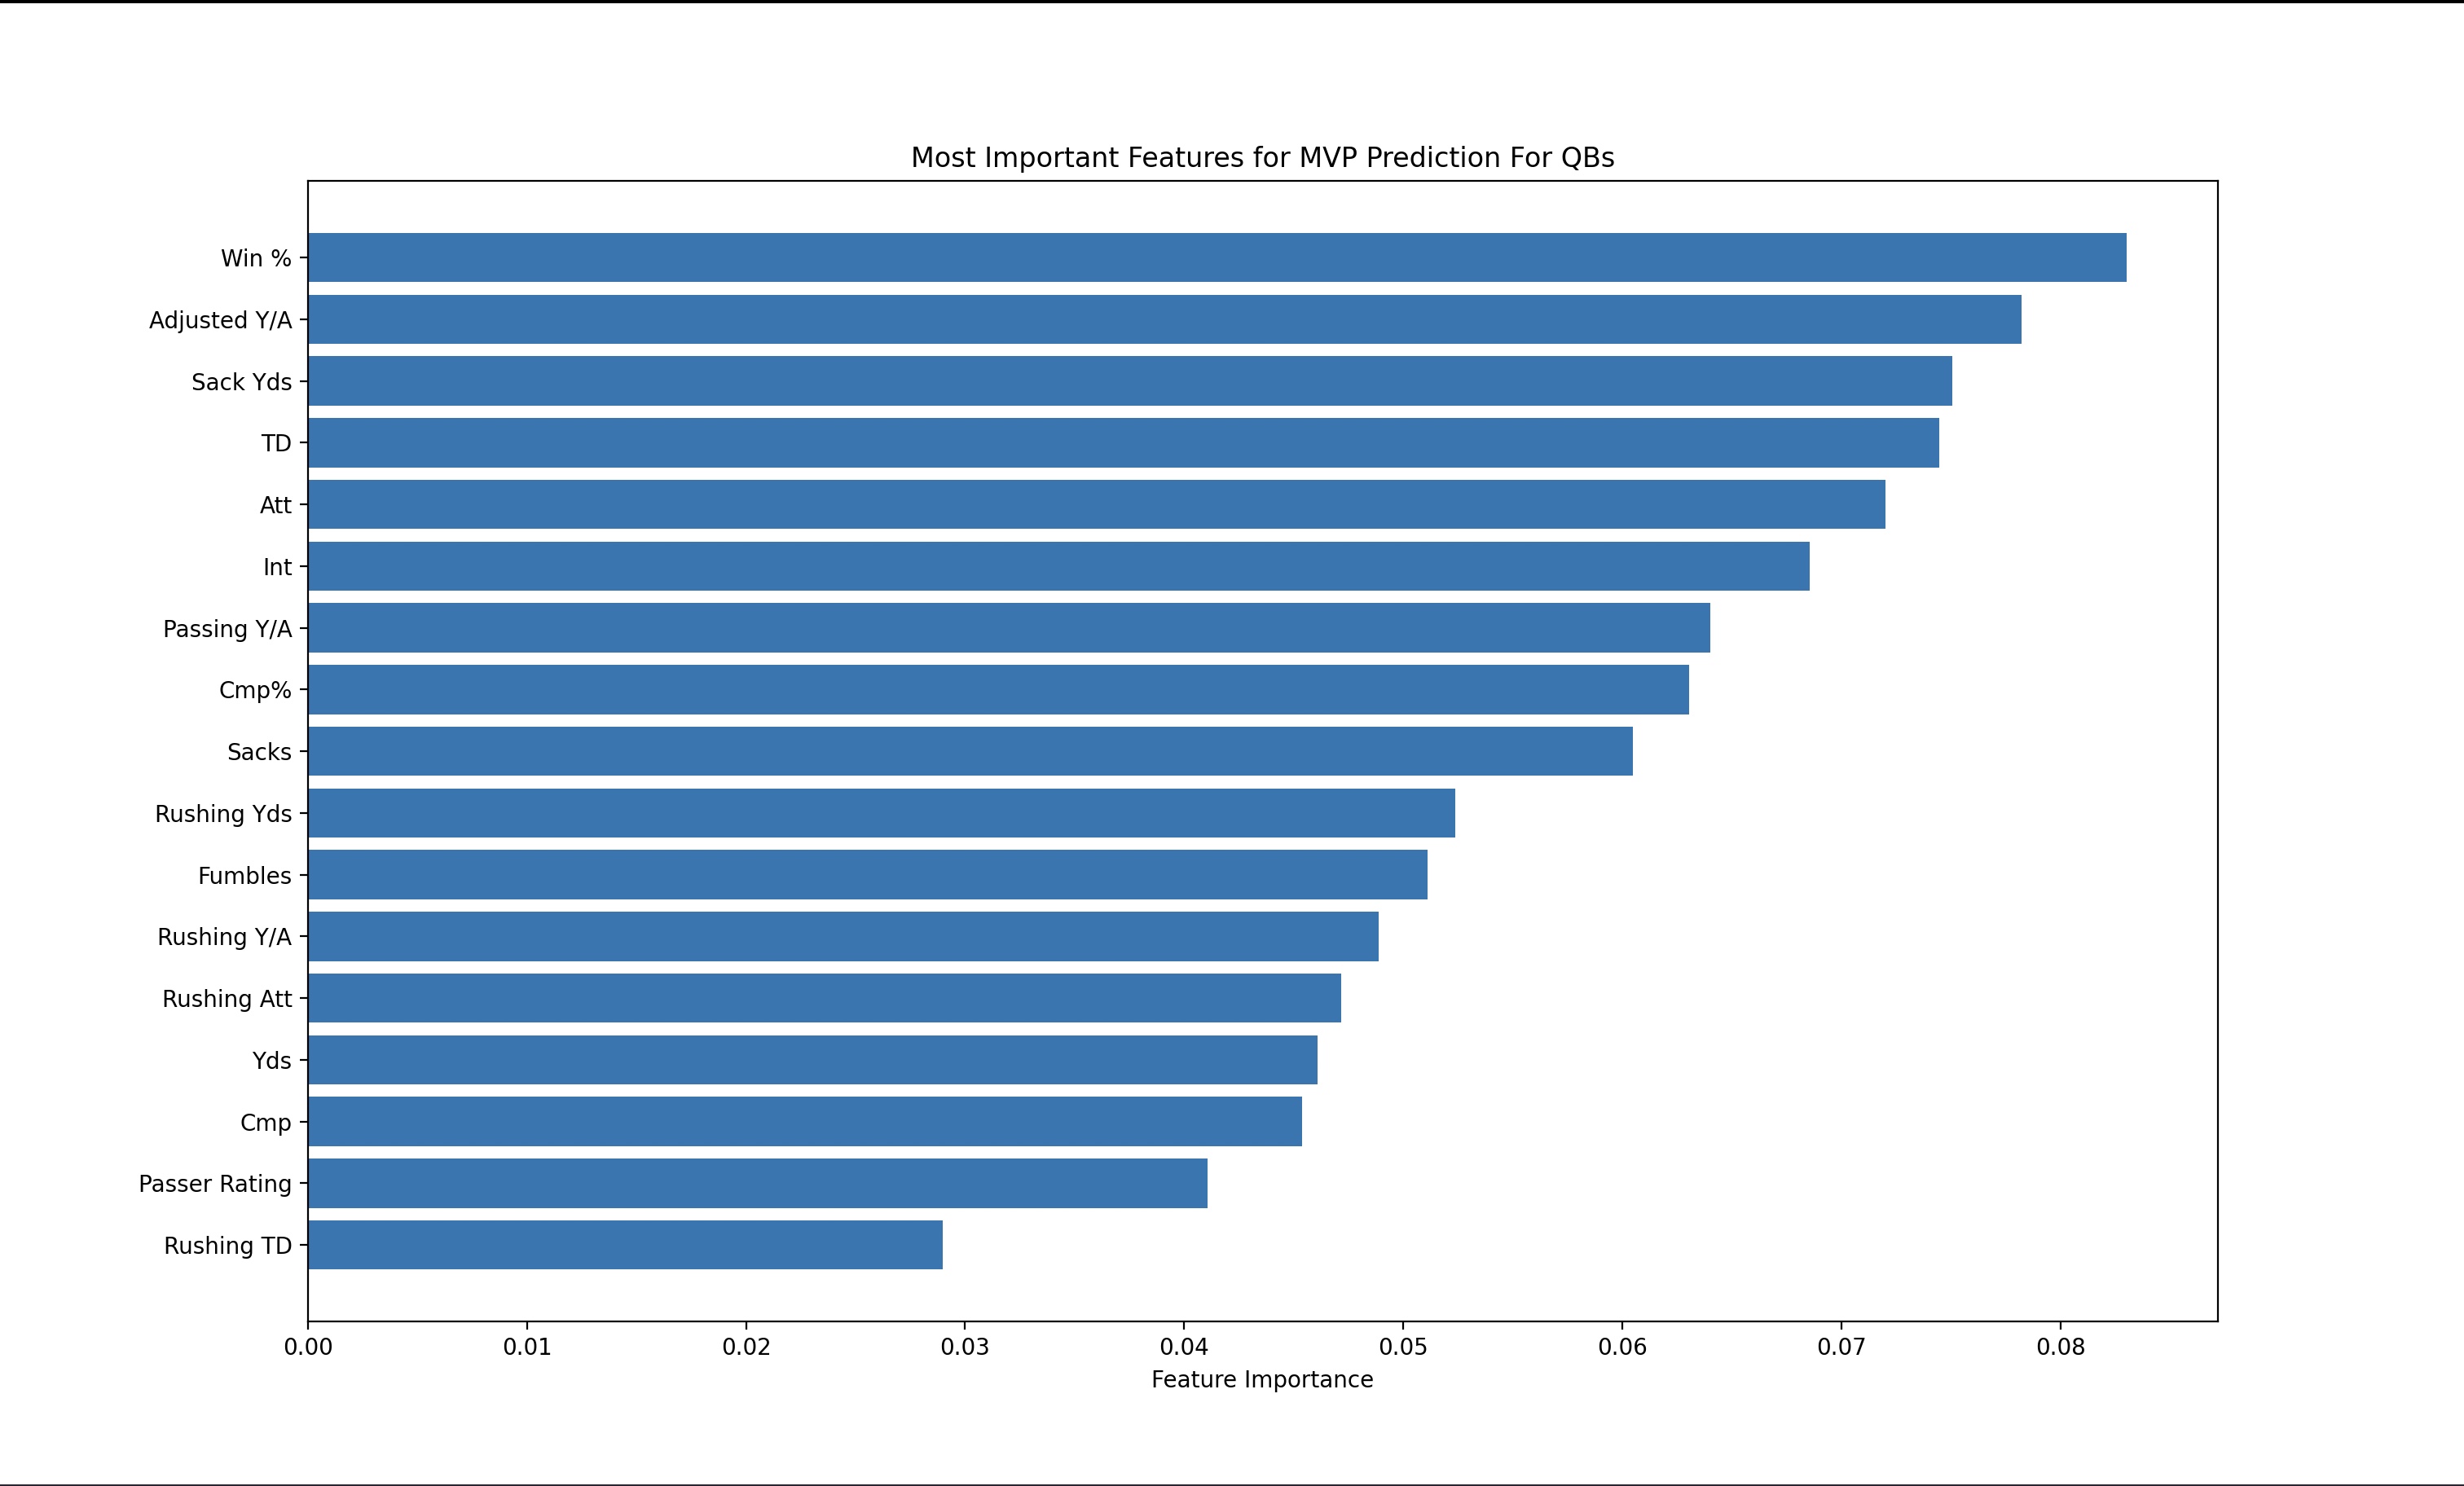 Most Important Features for MVP Prediction For QBs
Win %
Adjusted Y/A
Sack Yds
TD
Att
Int
Passing Y/A
Cmp%
Sacks
Rushing Yds
Fumbles
Rushing Y/A
Rushing Att
Yds
Cmp
Passer Rating
Rushing TD
0.00 0.01 0.02 0.03 0.04 0.05 0.06 0.07 0.08
Feature Importance